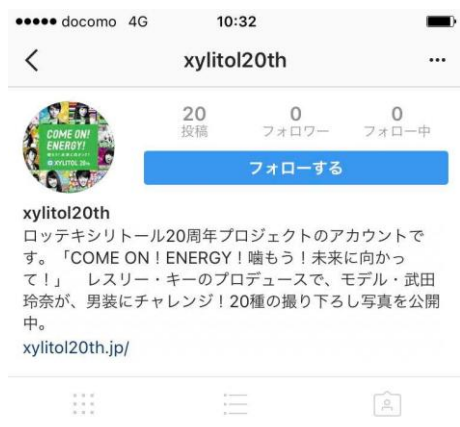 docomo 4G 10:32
xylitol20th
20 0 0
投稿 フォロワー フォロー中
COME ON!
ENERGY!
XYLITOL 20th
フォローする
xylitol20th
ロッテキシリトール20周年プロジェクトのアカウントで
す。「COME ON！ENERGY！噛もう！未来に向かっ
て！」　レスリー・キーのプロデュースで、モデル・武田
玲奈が、男装にチャレンジ！20種の撮り下ろし写真を公開
中。
xylitol20th.jp/